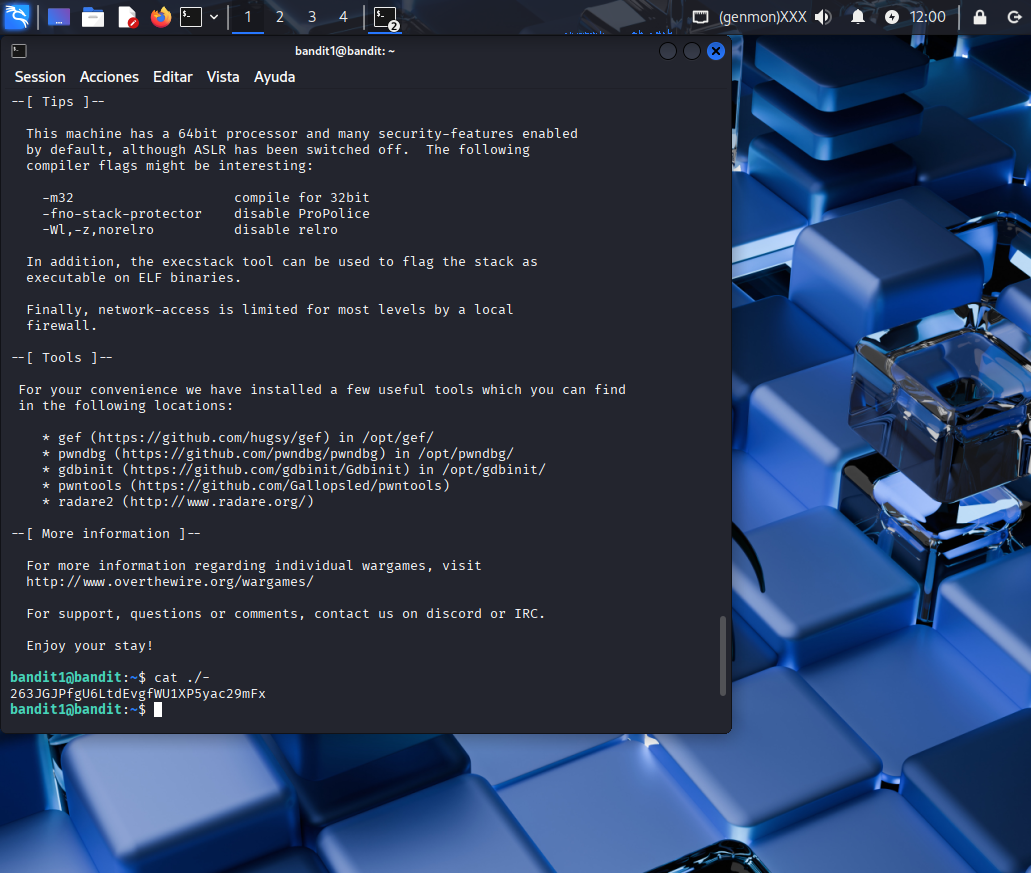 1 2 3 4 2 (genmon)XXX 12:00
bandit1@bandit: ~
Session Acciones Editar Vista Ayuda
--[ Tips ]--
This machine has a 64bit processor and many security-features enabled
by default, although ASLR has been switched off.  The following
compiler flags might be interesting:
-m32                    compile for 32bit
-fno-stack-protector    disable ProPolice
-Wl,-z,norelro          disable relro
In addition, the execstack tool can be used to flag the stack as
executable on ELF binaries.
Finally, network-access is limited for most levels by a local
firewall.
--[ Tools ]--
For your convenience we have installed a few useful tools which you can find
in the following locations:
* gef (https://github.com/hugsy/gef) in /opt/gef/
* pwndbg (https://github.com/pwndbg/pwndbg) in /opt/pwndbg/
* gdbinit (https://github.com/gdbinit/Gdbinit) in /opt/gdbinit/
* pwntools (https://github.com/Gallopsled/pwntools)
* radare2 (http://www.radare.org/)
--[ More information ]--
For more information regarding individual wargames, visit
http://www.overthewire.org/wargames/
For support, questions or comments, contact us on discord or IRC.
Enjoy your stay!
bandit1@bandit:~$ cat ./-
263JGJPfgU6LtdEvgfWU1XP5yac29mFx
bandit1@bandit:~$